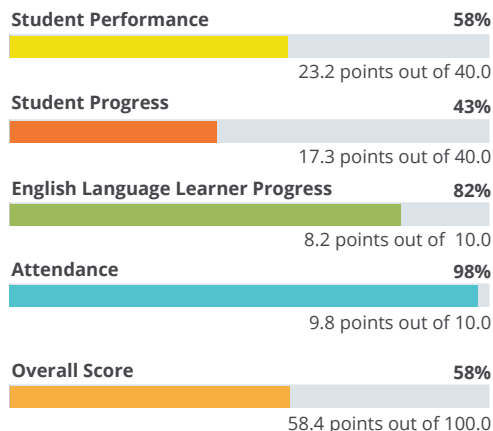 Student Performance 58%
23.2 points out of 40.0
Student Progress 43%
17.3 points out of 40.0
English Language Learner Progress 82%
8.2 points out of 10.0
Attendance 98%
9.8 points out of 10.0
Overall Score 58%
58.4 points out of 100.0